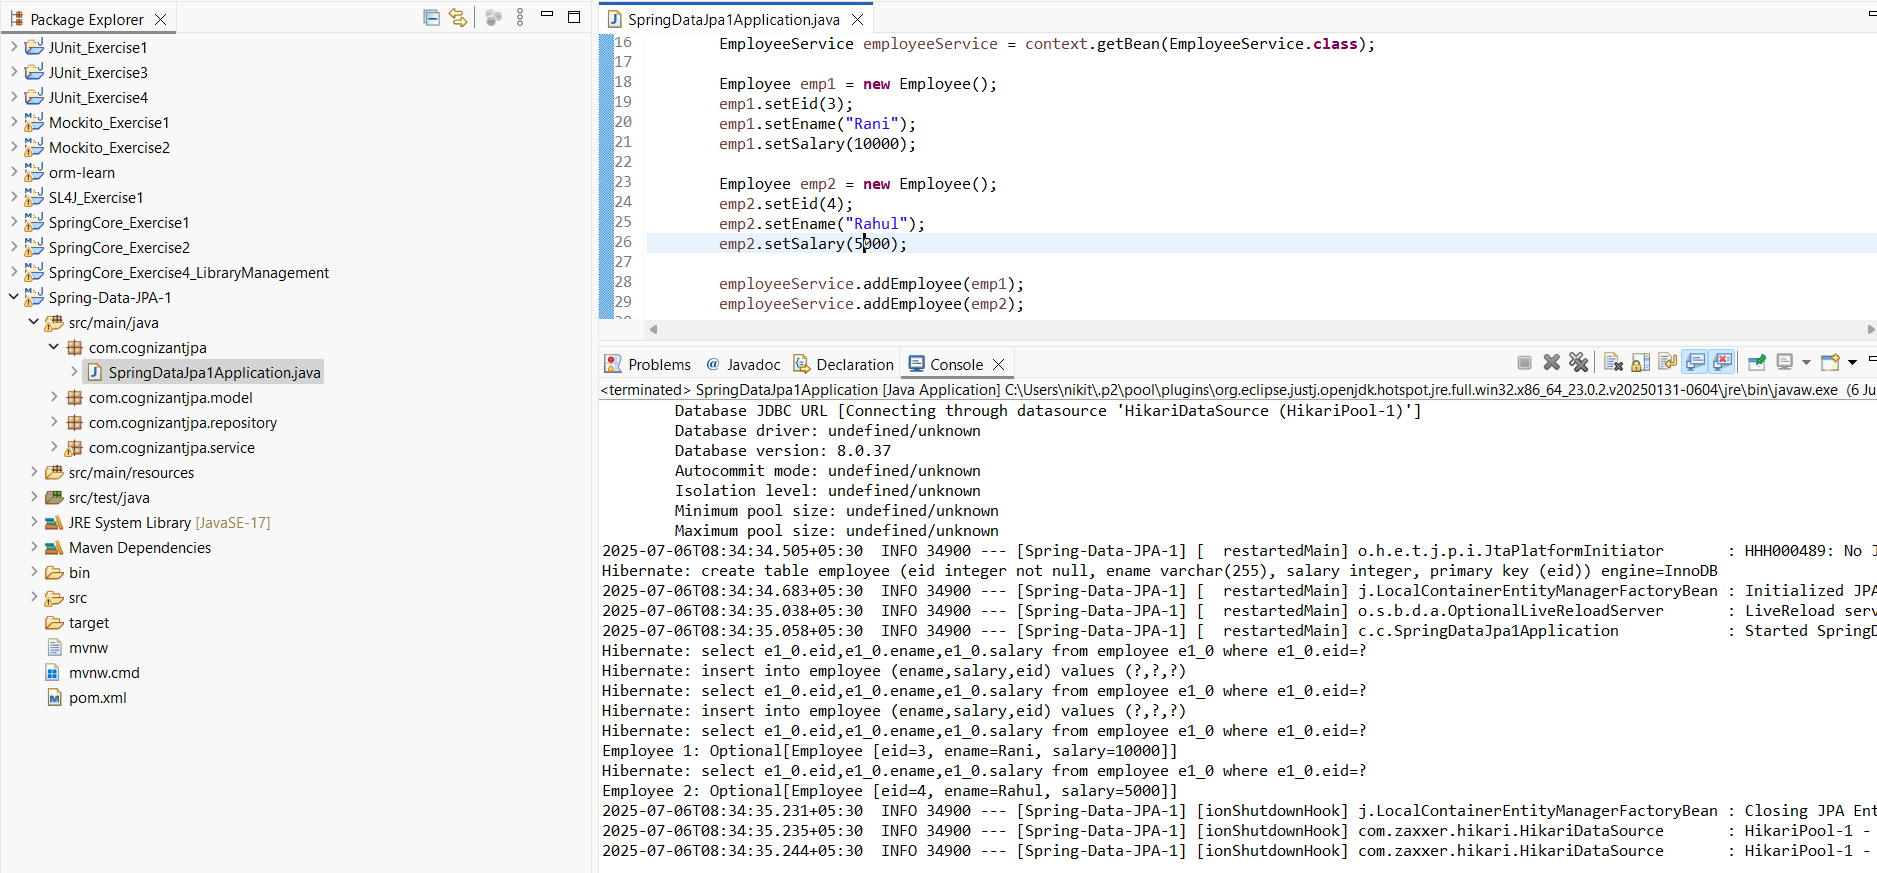 Package Explorer
JUnit_Exercise1
JUnit_Exercise3
JUnit_Exercise4
Mockito_Exercise1
Mockito_Exercise2
orm-learn
SL4J_Exercise1
SpringCore_Exercise1
SpringCore_Exercise2
SpringCore_Exercise4_LibraryManagement
Spring-Data-JPA-1
src/main/java
com.cognizantjpa
SpringDataJpa1Application.java
com.cognizantjpa.model
com.cognizantjpa.repository
com.cognizantjpa.service
src/main/resources
src/test/java
JRE System Library [JavaSE-17]
Maven Dependencies
bin
src
target
mvnw
mvnw.cmd
pom.xml
SpringDataJpa1Application.java
16 EmployeeService employeeService = context.getBean(EmployeeService.class);
17
18 Employee emp1 = new Employee();
19 emp1.setEid(3);
20 emp1.setEname("Rani");
21 emp1.setSalary(10000);
22
23 Employee emp2 = new Employee();
24 emp2.setEid(4);
25 emp2.setEname("Rahul");
26 emp2.setSalary(5000);
27
28 employeeService.addEmployee(emp1);
29 employeeService.addEmployee(emp2);
Problems @ Javadoc Declaration Console
<terminated> SpringDataJpa1Application [Java Application] C:\Users\nikit\.p2\pool\plugins\org.eclipse.justj.openjdk.hotspot.jre.full.win32.x86_64_23.0.2.v20250131-0604\jre\bin\javaw.exe (6 Ju
Database JDBC URL [Connecting through datasource 'HikariDataSource (HikariPool-1)']
Database driver: undefined/unknown
Database version: 8.0.37
Autocommit mode: undefined/unknown
Isolation level: undefined/unknown
Minimum pool size: undefined/unknown
Maximum pool size: undefined/unknown
2025-07-06T08:34:34.505+05:30 INFO 34900 --- [Spring-Data-JPA-1] [ restartedMain] o.h.e.t.j.p.i.JtaPlatformInitiator : HHH000489: No J
Hibernate: create table employee (eid integer not null, ename varchar(255), salary integer, primary key (eid)) engine=InnoDB
2025-07-06T08:34:34.683+05:30 INFO 34900 --- [Spring-Data-JPA-1] [ restartedMain] j.LocalContainerEntityManagerFactoryBean : Initialized JPA
2025-07-06T08:34:35.038+05:30 INFO 34900 --- [Spring-Data-JPA-1] [ restartedMain] o.s.b.d.a.OptionalLiveReloadServer : LiveReload serv
2025-07-06T08:34:35.058+05:30 INFO 34900 --- [Spring-Data-JPA-1] [ restartedMain] c.c.SpringDataJpa1Application : Started SpringD
Hibernate: select e1_0.eid,e1_0.ename,e1_0.salary from employee e1_0 where e1_0.eid=?
Hibernate: insert into employee (ename,salary,eid) values (?,?,?)
Hibernate: select e1_0.eid,e1_0.ename,e1_0.salary from employee e1_0 where e1_0.eid=?
Hibernate: insert into employee (ename,salary,eid) values (?,?,?)
Hibernate: select e1_0.eid,e1_0.ename,e1_0.salary from employee e1_0 where e1_0.eid=?
Employee 1: Optional[Employee [eid=3, ename=Rani, salary=10000]]
Hibernate: select e1_0.eid,e1_0.ename,e1_0.salary from employee e1_0 where e1_0.eid=?
Employee 2: Optional[Employee [eid=4, ename=Rahul, salary=5000]]
2025-07-06T08:34:35.231+05:30 INFO 34900 --- [Spring-Data-JPA-1] [ionShutdownHook] j.LocalContainerEntityManagerFactoryBean : Closing JPA Ent
2025-07-06T08:34:35.235+05:30 INFO 34900 --- [Spring-Data-JPA-1] [ionShutdownHook] com.zaxxer.hikari.HikariDataSource : HikariPool-1 -
2025-07-06T08:34:35.244+05:30 INFO 34900 --- [Spring-Data-JPA-1] [ionShutdownHook] com.zaxxer.hikari.HikariDataSource : HikariPool-1 -